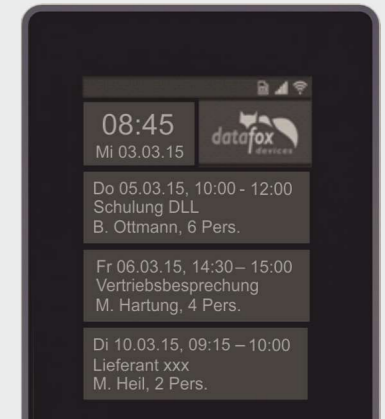 08:45
Mi 03.03.15
datafox
devices
Do 05.03.15, 10:00 - 12:00
Schulung DLL
B. Ottmann, 6 Pers.
Fr 06.03.15, 14:30 – 15:00
Vertriebsbesprechung
M. Hartung, 4 Pers.
Di 10.03.15, 09:15 – 10:00
Lieferant xxx
M. Heil, 2 Pers.